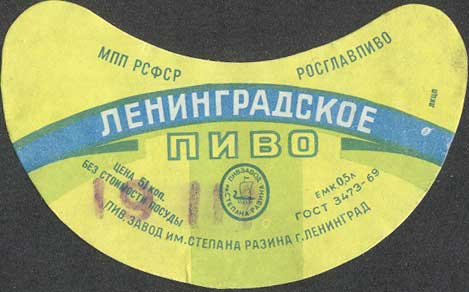 МПП РСФСР
РОСГЛАВПИВО
ЛЕНИНГРАДСКОЕ
ПИВО
ЦЕНА 51 КОП.
БЕЗ СТОИМОСТИ ПОСУДЫ
ПИВЗАВОД
"СТЕПАНА РАЗИНА"
ЕМК 0,5 л
ГОСТ 3473-69
ПИВ. ЗАВОД ИМ. СТЕПАНА РАЗИНА г. ЛЕНИНГРАД